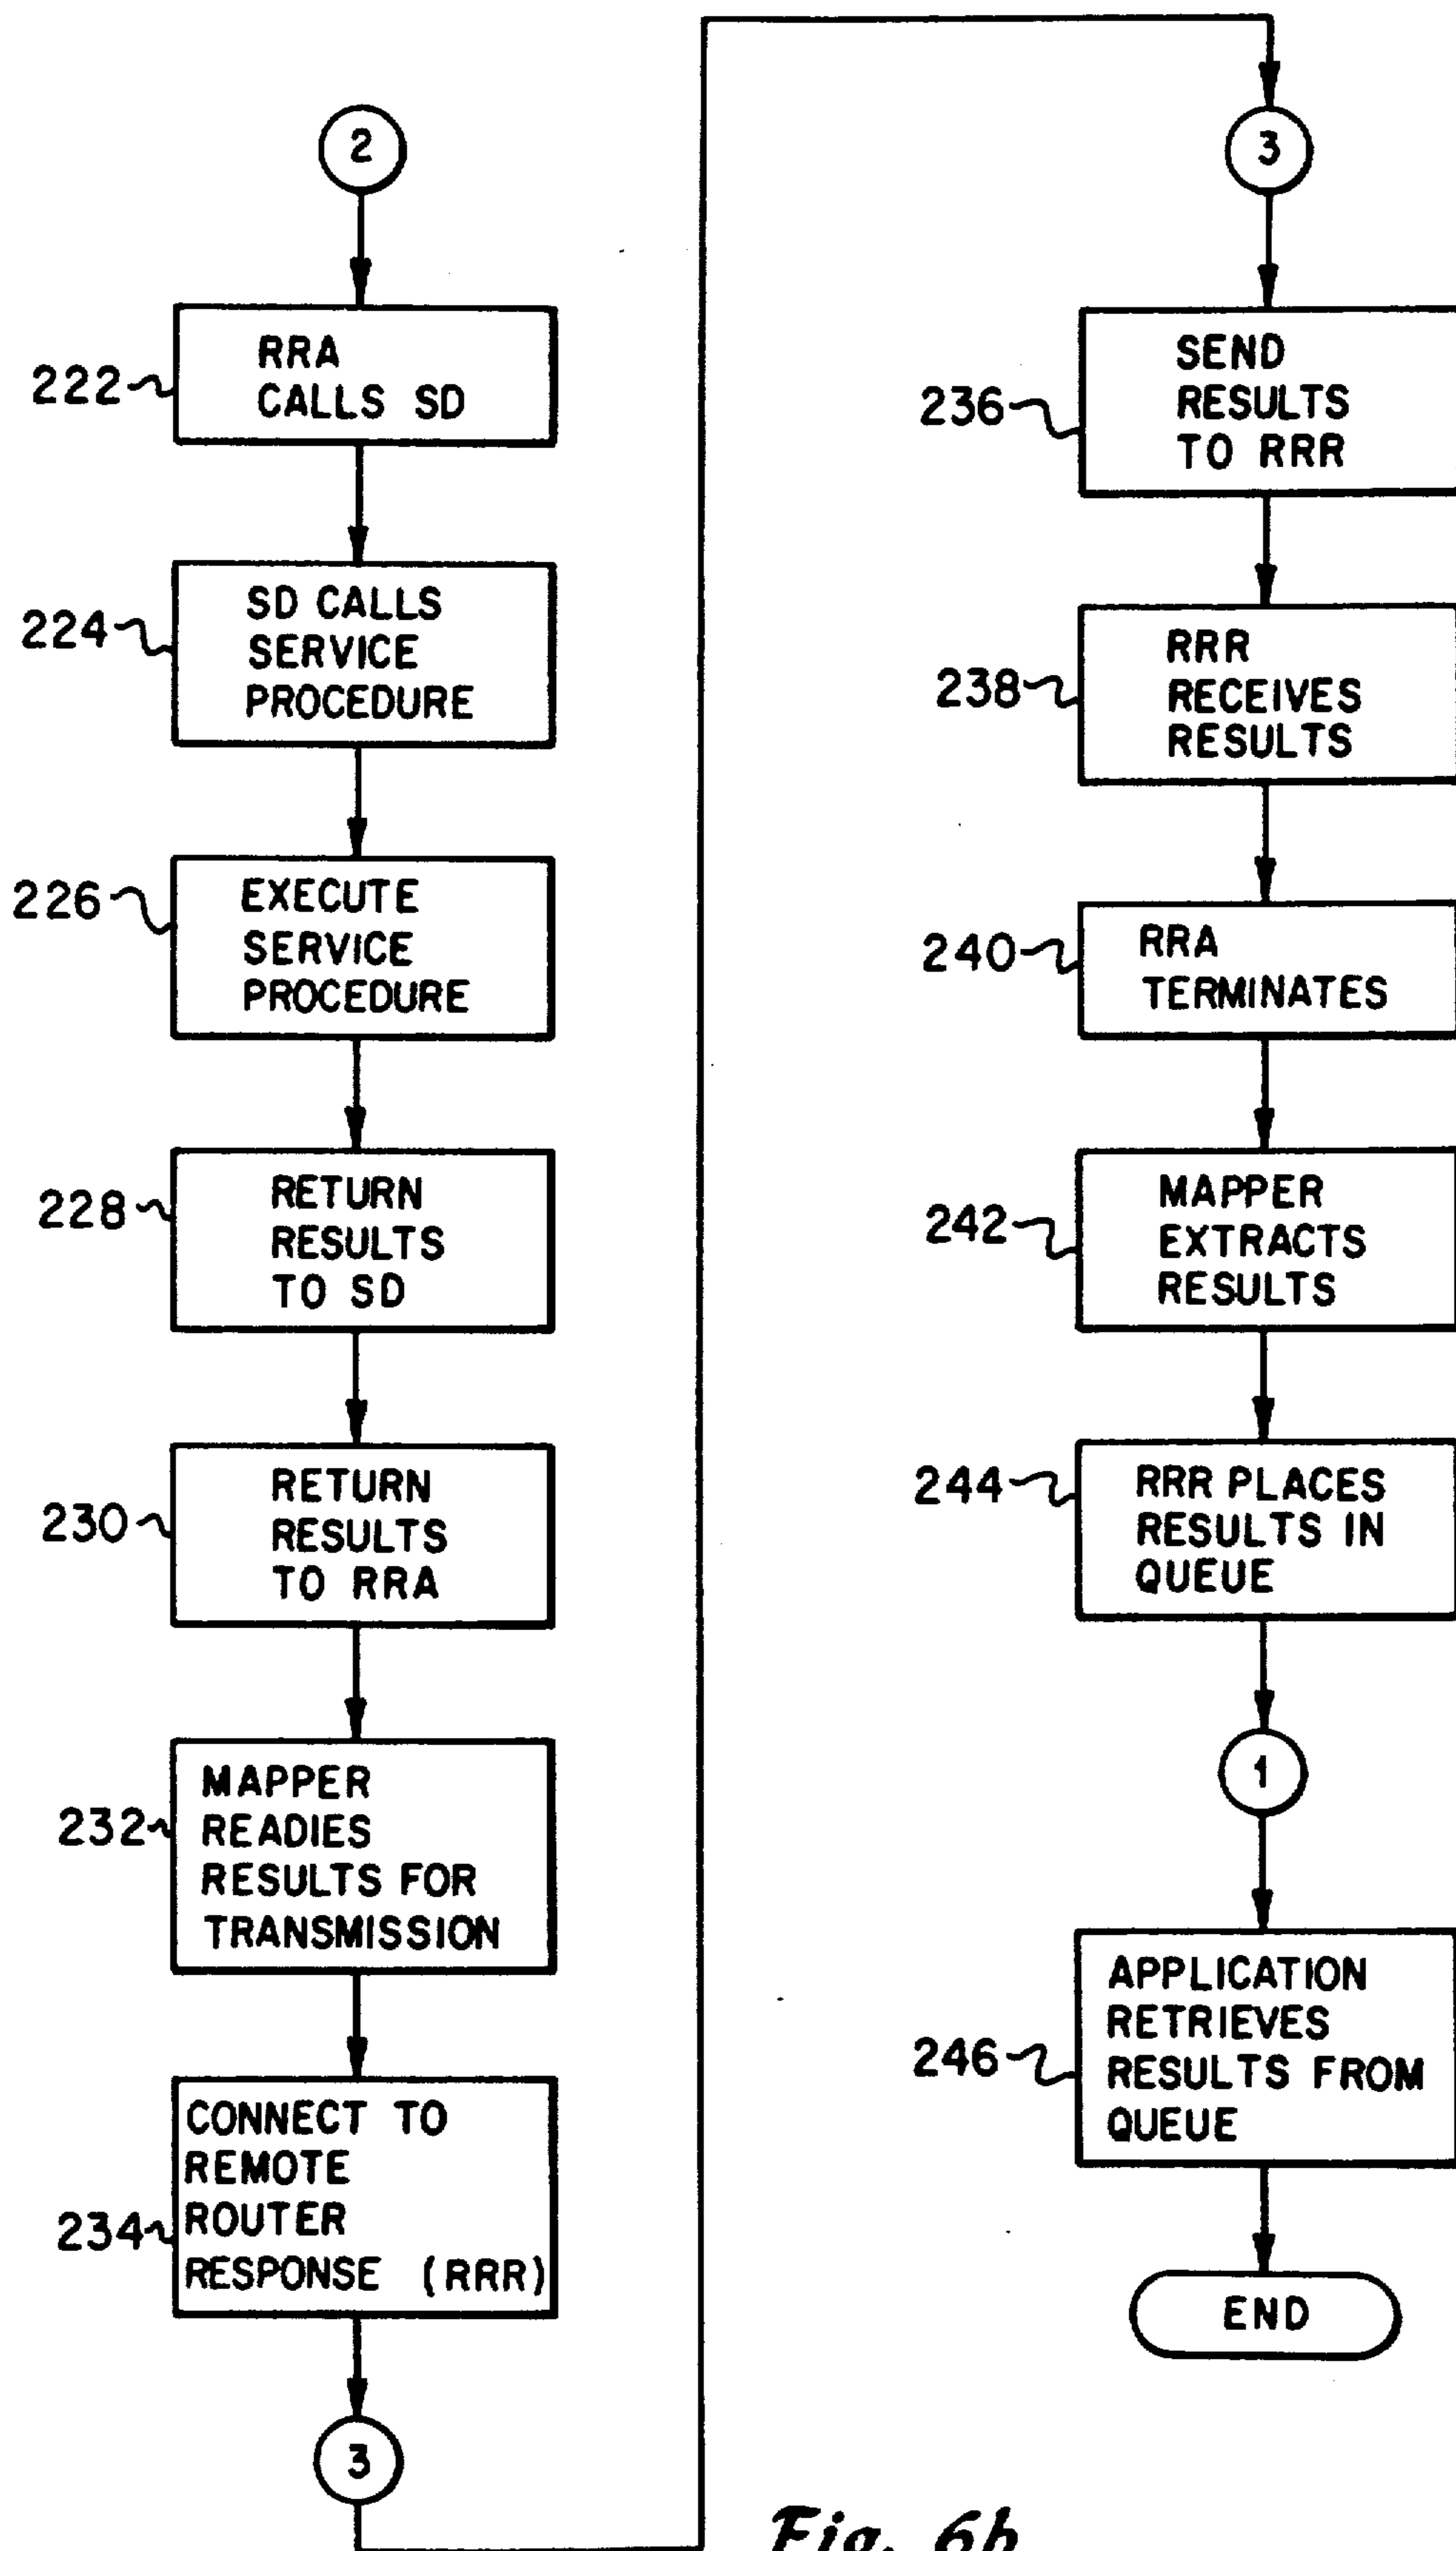 2
222
RRA
CALLS SD
224
SD CALLS
SERVICE
PROCEDURE
226
EXECUTE
SERVICE
PROCEDURE
228
RETURN
RESULTS
TO SD
230
RETURN
RESULTS
TO RRA
232
MAPPER
READIES
RESULTS FOR
TRANSMISSION
234
CONNECT TO
REMOTE
ROUTER
RESPONSE (RRR)
3
3
236
SEND
RESULTS
TO RRR
238
RRR
RECEIVES
RESULTS
240
RRA
TERMINATES
242
MAPPER
EXTRACTS
RESULTS
244
RRR PLACES
RESULTS IN
QUEUE
1
246
APPLICATION
RETRIEVES
RESULTS FROM
QUEUE
END
Fig. 6b